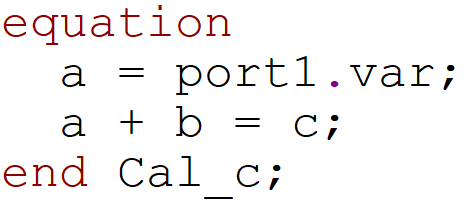 equation
  a = port1.var;
  a + b = c;
end Cal_c;